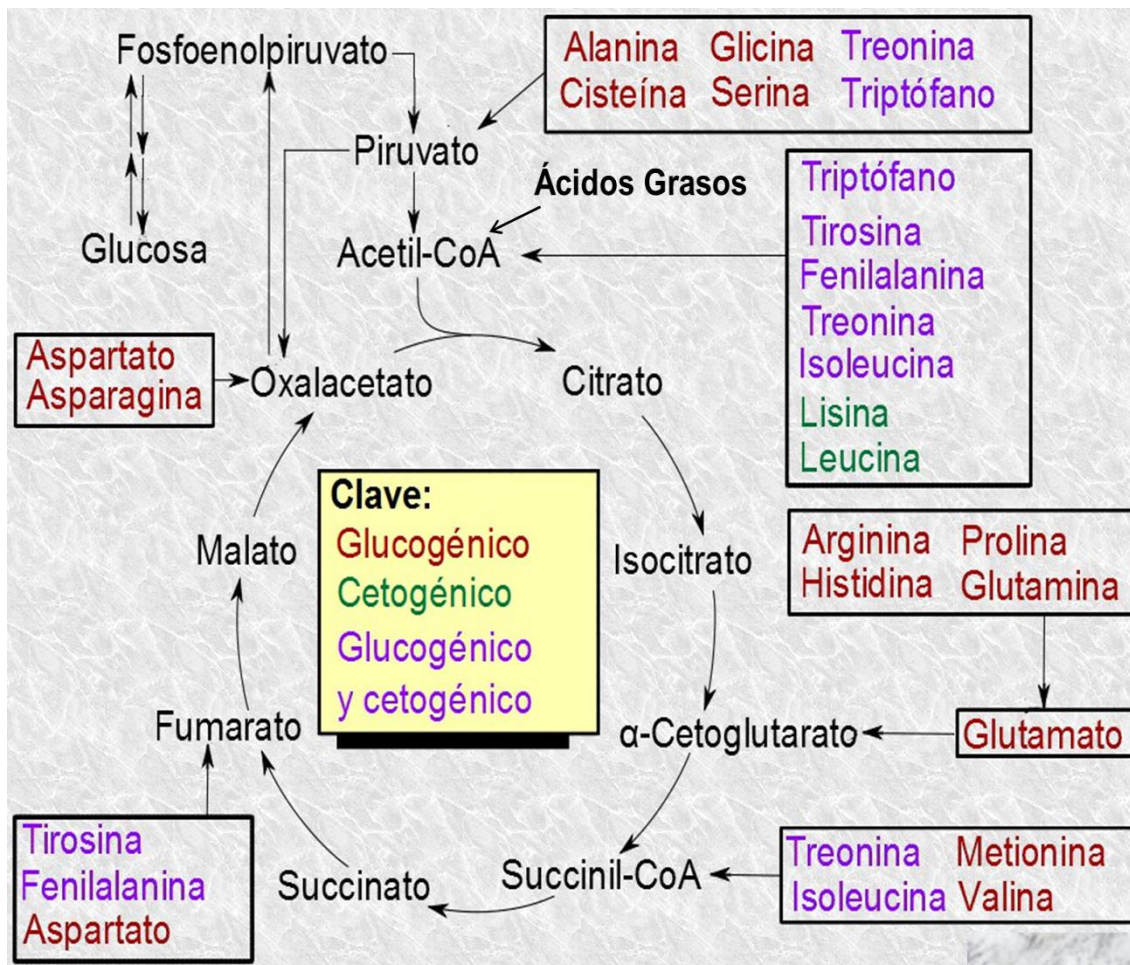 Fosfoenolpiruvato
Alanina Glicina Treonina
Cisteína Serina Triptófano
Piruvato
Ácidos Grasos
Glucosa
Acetil-CoA
Triptófano
Tirosina
Fenilalanina
Treonina
Isoleucina
Lisina
Leucina
Aspartato
Asparagina
Oxalacetato
Citrato
Clave:
Glucogénico
Cetogénico
Glucogénico
y cetogénico
Malato
Isocitrato
Arginina Prolina
Histidina Glutamina
Fumarato
α-Cetoglutarato
Glutamato
Tirosina
Fenilalanina
Aspartato
Succinato
Succinil-CoA
Treonina Metionina
Isoleucina Valina